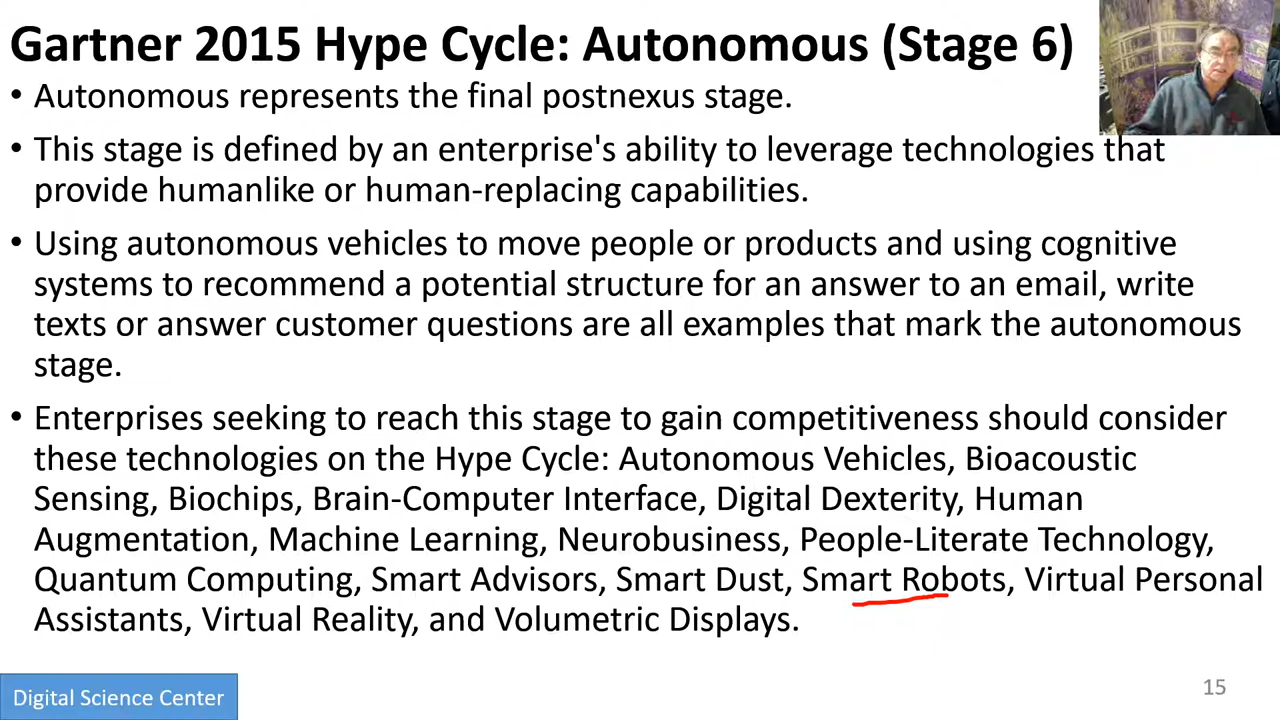 Gartner 2015 Hype Cycle: Autonomous (Stage 6)
• Autonomous represents the final postnexus stage.
• This stage is defined by an enterprise's ability to leverage technologies that
provide humanlike or human-replacing capabilities.
• Using autonomous vehicles to move people or products and using cognitive
systems to recommend a potential structure for an answer to an email, write
texts or answer customer questions are all examples that mark the autonomous
stage.
• Enterprises seeking to reach this stage to gain competitiveness should consider
these technologies on the Hype Cycle: Autonomous Vehicles, Bioacoustic
Sensing, Biochips, Brain-Computer Interface, Digital Dexterity, Human
Augmentation, Machine Learning, Neurobusiness, People-Literate Technology,
Quantum Computing, Smart Advisors, Smart Dust, Smart Robots, Virtual Personal
Assistants, Virtual Reality, and Volumetric Displays.
Digital Science Center
15